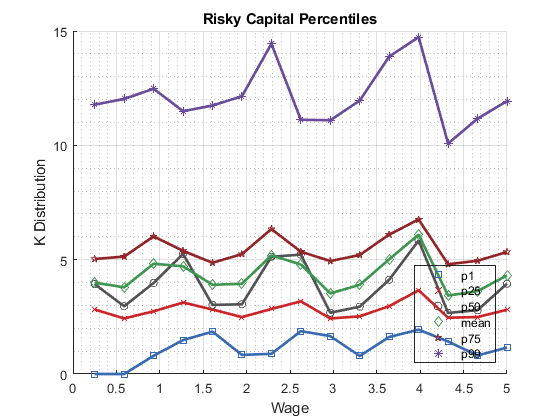 Risky Capital Percentiles
15
10
5
0
K Distribution
0 0.5 1 1.5 2 2.5 3 3.5 4 4.5 5
Wage
p1
p25
p50
mean
p75
p99